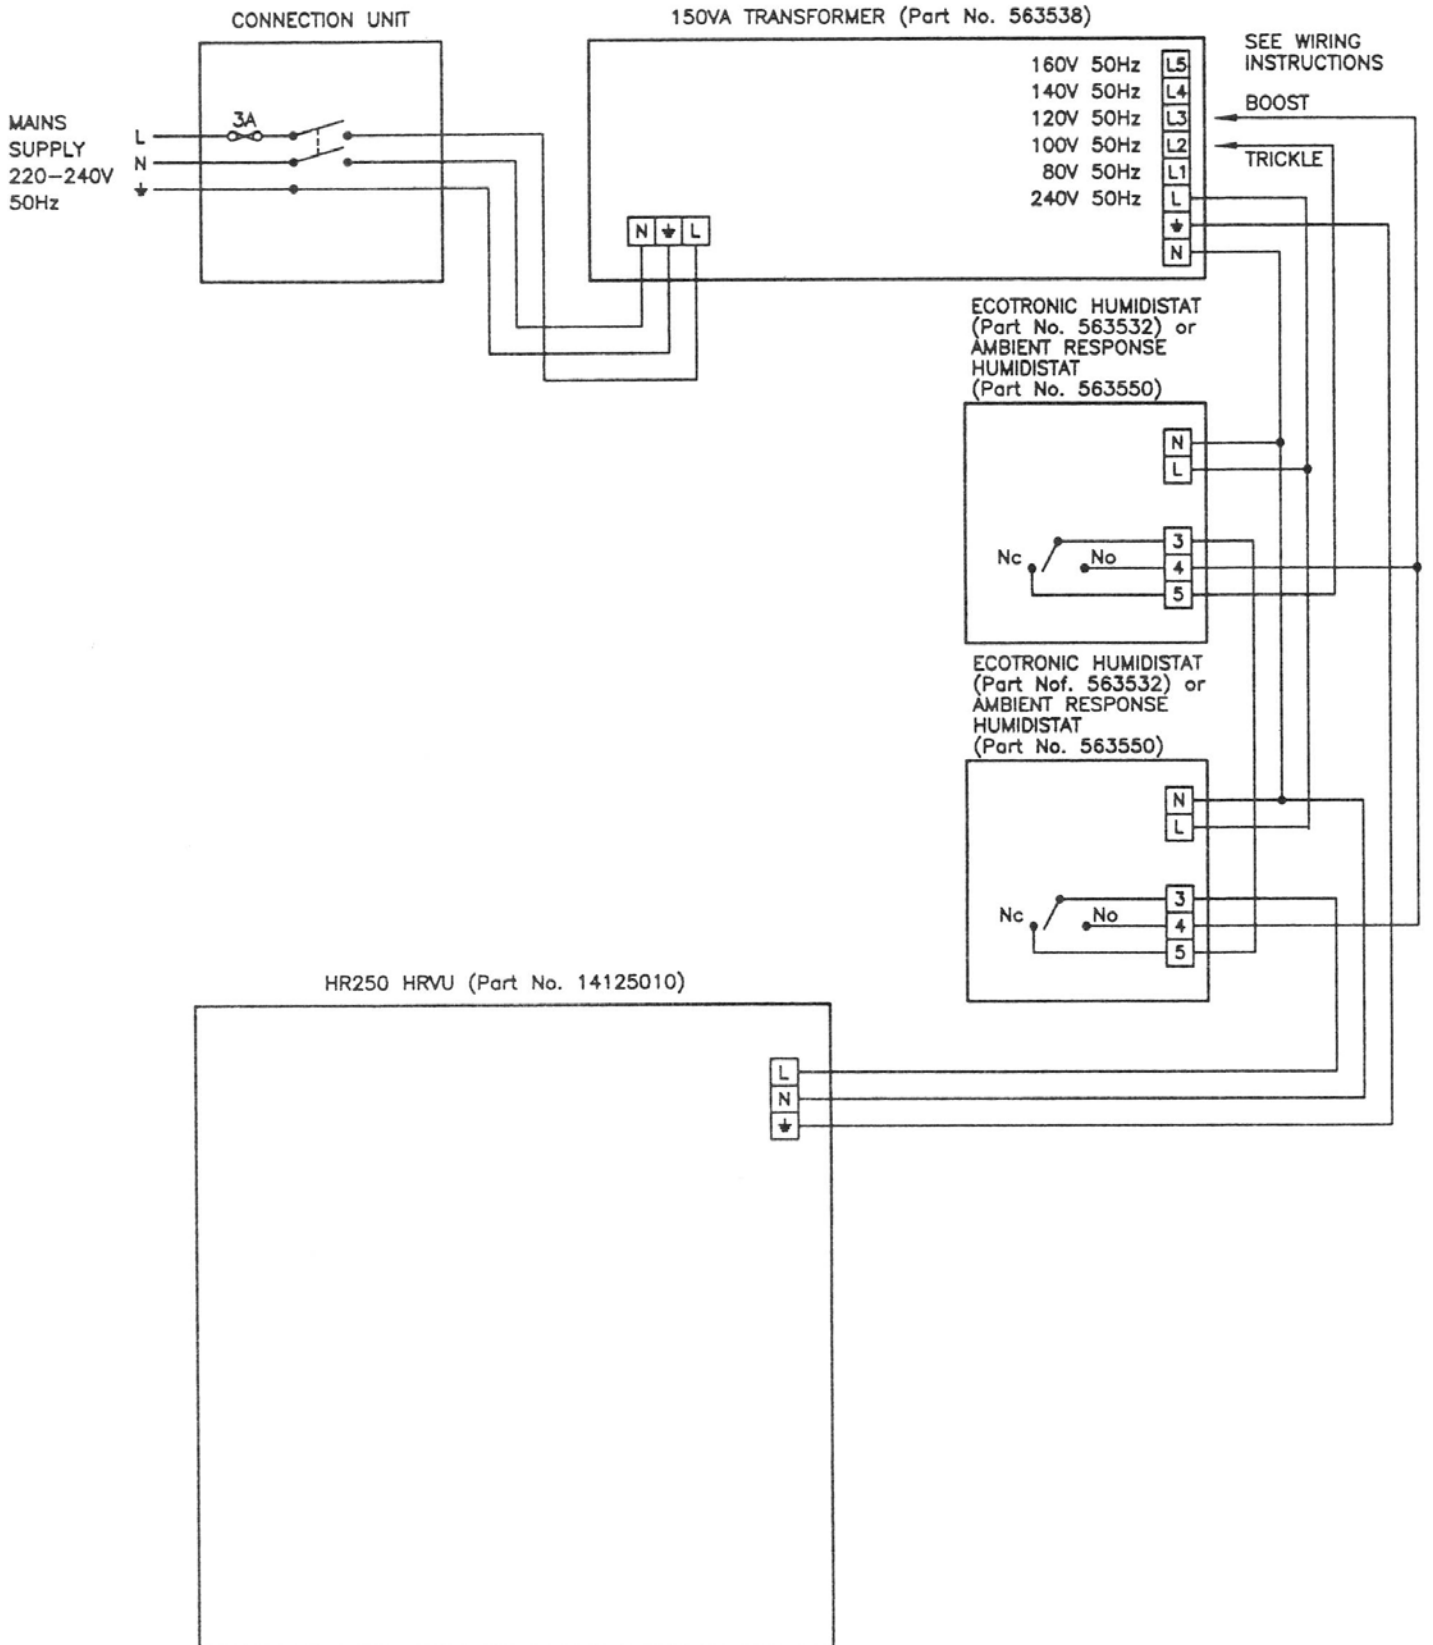 CONNECTION UNIT
150VA TRANSFORMER (Part No. 563538)
SEE WIRING
INSTRUCTIONS
MAINS
SUPPLY
220-240V
50Hz
L
N
3A
160V 50Hz L5
140V 50Hz L4
120V 50Hz L3
100V 50Hz L2
80V 50Hz L1
240V 50Hz L
N
BOOST
TRICKLE
N L
ECOTRONIC HUMIDISTAT
(Part No. 563532) or
AMBIENT RESPONSE
HUMIDISTAT
(Part No. 563550)
N
L
Nc No
3
4
5
ECOTRONIC HUMIDISTAT
(Part Nof. 563532) or
AMBIENT RESPONSE
HUMIDISTAT
(Part No. 563550)
N
L
Nc No
3
4
5
HR250 HRVU (Part No. 14125010)
L
N